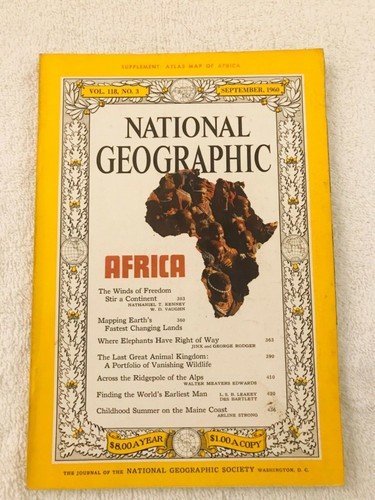 SUPPLEMENT ATLAS MAP OF AFRICA
VOL. 118, NO. 3
SEPTEMBER, 1960
NATIONAL
GEOGRAPHIC
AFRICA
The Winds of Freedom
Stir a Continent 303
NATHANIEL T. KENNEY
W. D. VAUGHN
Mapping Earth's 360
Fastest Changing Lands
Where Elephants Have Right of Way 363
JINX and GEORGE RODGER
The Last Great Animal Kingdom: 390
A Portfolio of Vanishing Wildlife
Across the Ridgepole of the Alps 410
WALTER MEAYERS EDWARDS
Finding the World's Earliest Man L. S. B. LEAKEY 420
DES BARTLETT
Childhood Summer on the Maine Coast 436
ARLINE STRONG
$8.00 A YEAR
$1.00 A COPY
THE JOURNAL OF THE NATIONAL GEOGRAPHIC SOCIETY WASHINGTON, D. C.